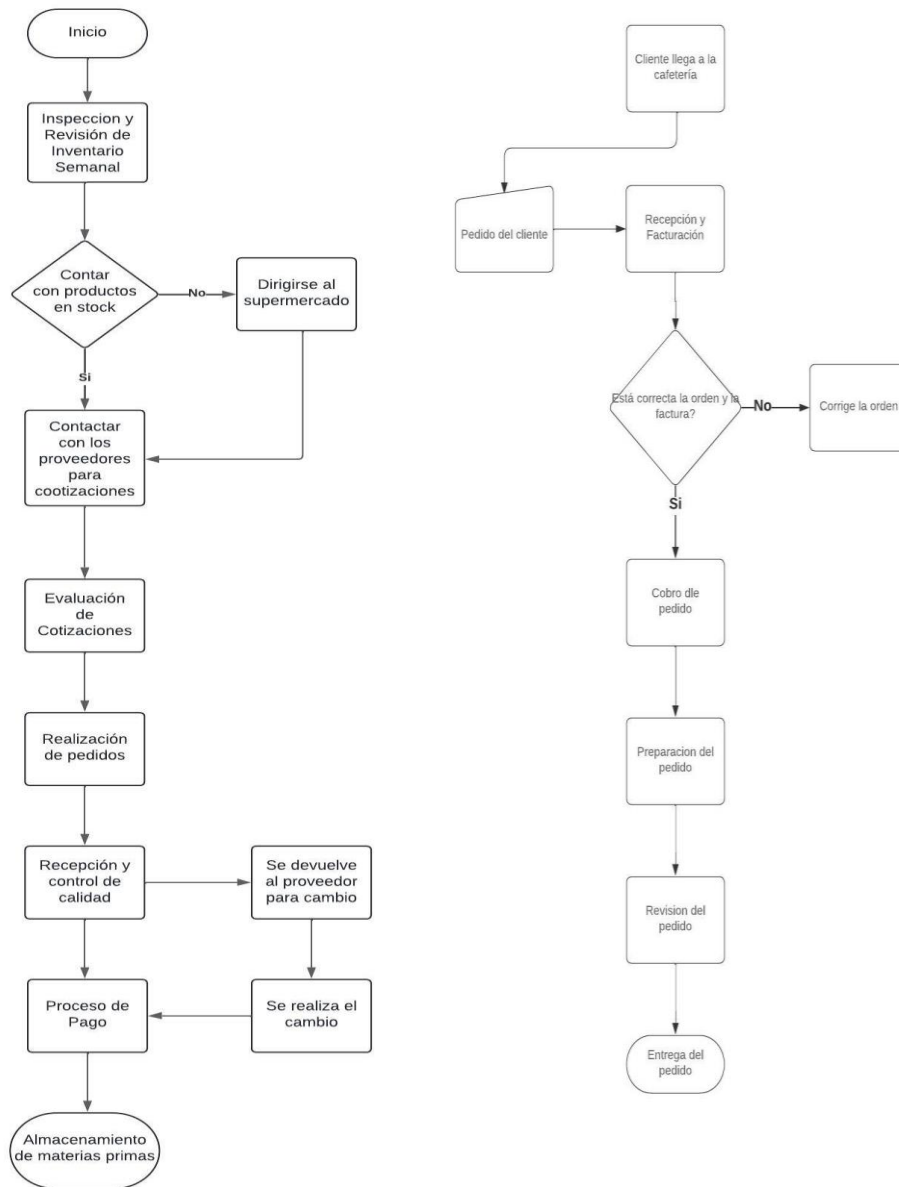 Inicio
Inspeccion y
Revisión de
Inventario
Semanal
Contar
con productos
en stock
No
Dirigirse al
supermercado
Si
Contactar
con los
proveedores
para
cootizaciones
Evaluación
de
Cotizaciones
Realización
de pedidos
Recepción y
control de
calidad
Se devuelve
al proveedor
para cambio
Proceso de
Pago
Se realiza el
cambio
Almacenamiento
de materias primas
Cliente llega a la
cafetería
Pedido del cliente
Recepción y
Facturación
Está correcta la orden y la
factura?
No
Corrige la orden
Si
Cobro dle
pedido
Preparacion del
pedido
Revision del
pedido
Entrega del
pedido